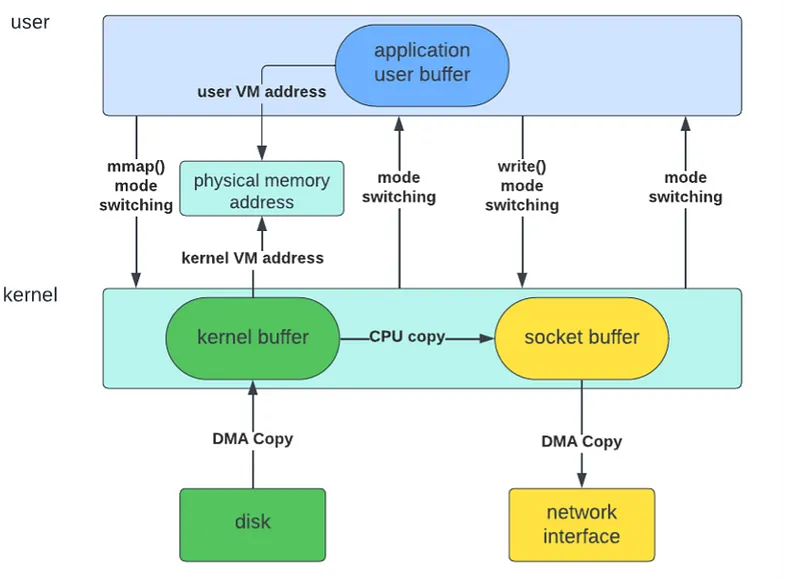 user
application
user buffer
user VM address
mmap()
mode
switching
physical memory
address
mode
switching
write()
mode
switching
mode
switching
kernel VM address
kernel
kernel buffer
CPU copy
socket buffer
DMA Copy
DMA Copy
disk
network
interface